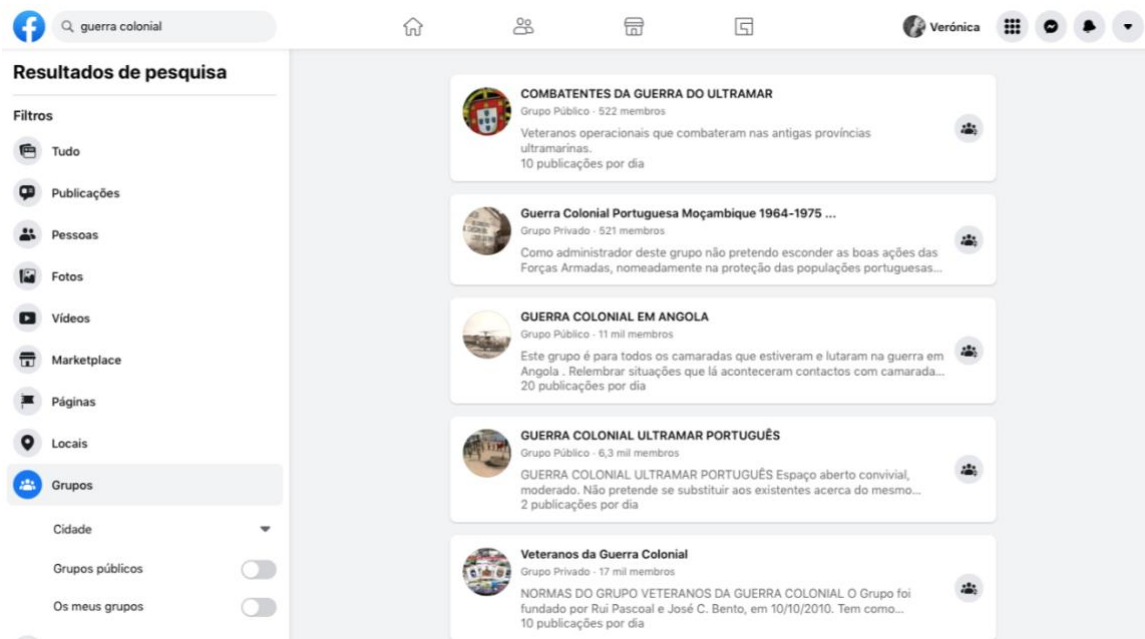 guerra colonial
Verónica
Resultados de pesquisa
Filtros
Tudo
Publicações
Pessoas
Fotos
Vídeos
Marketplace
Páginas
Locais
Grupos
Cidade
Grupos públicos
Os meus grupos
COMBATENTES DA GUERRA DO ULTRAMAR
Grupo Público · 522 membros
Veteranos operacionais que combateram nas antigas províncias
ultramarinas.
10 publicações por dia
Guerra Colonial Portuguesa Moçambique 1964-1975 ...
Grupo Privado · 521 membros
Como administrador deste grupo não pretendo esconder as boas ações das
Forças Armadas, nomeadamente na proteção das populações portuguesas...
GUERRA COLONIAL EM ANGOLA
Grupo Público · 11 mil membros
Este grupo é para todos os camaradas que estiveram e lutaram na guerra em
Angola . Relembrar situações que lá aconteceram contactos com camarada...
20 publicações por dia
GUERRA COLONIAL ULTRAMAR PORTUGUÊS
Grupo Público · 6,3 mil membros
GUERRA COLONIAL ULTRAMAR PORTUGUÊS Espaço aberto convivial,
moderado. Não pretende se substituir aos existentes acerca do mesmo...
2 publicações por dia
Veteranos da Guerra Colonial
Grupo Privado · 17 mil membros
NORMAS DO GRUPO VETERANOS DA GUERRA COLONIAL O Grupo foi
fundado por Rui Pascoal e José C. Bento, em 10/10/2010. Tem como...
10 publicações por dia